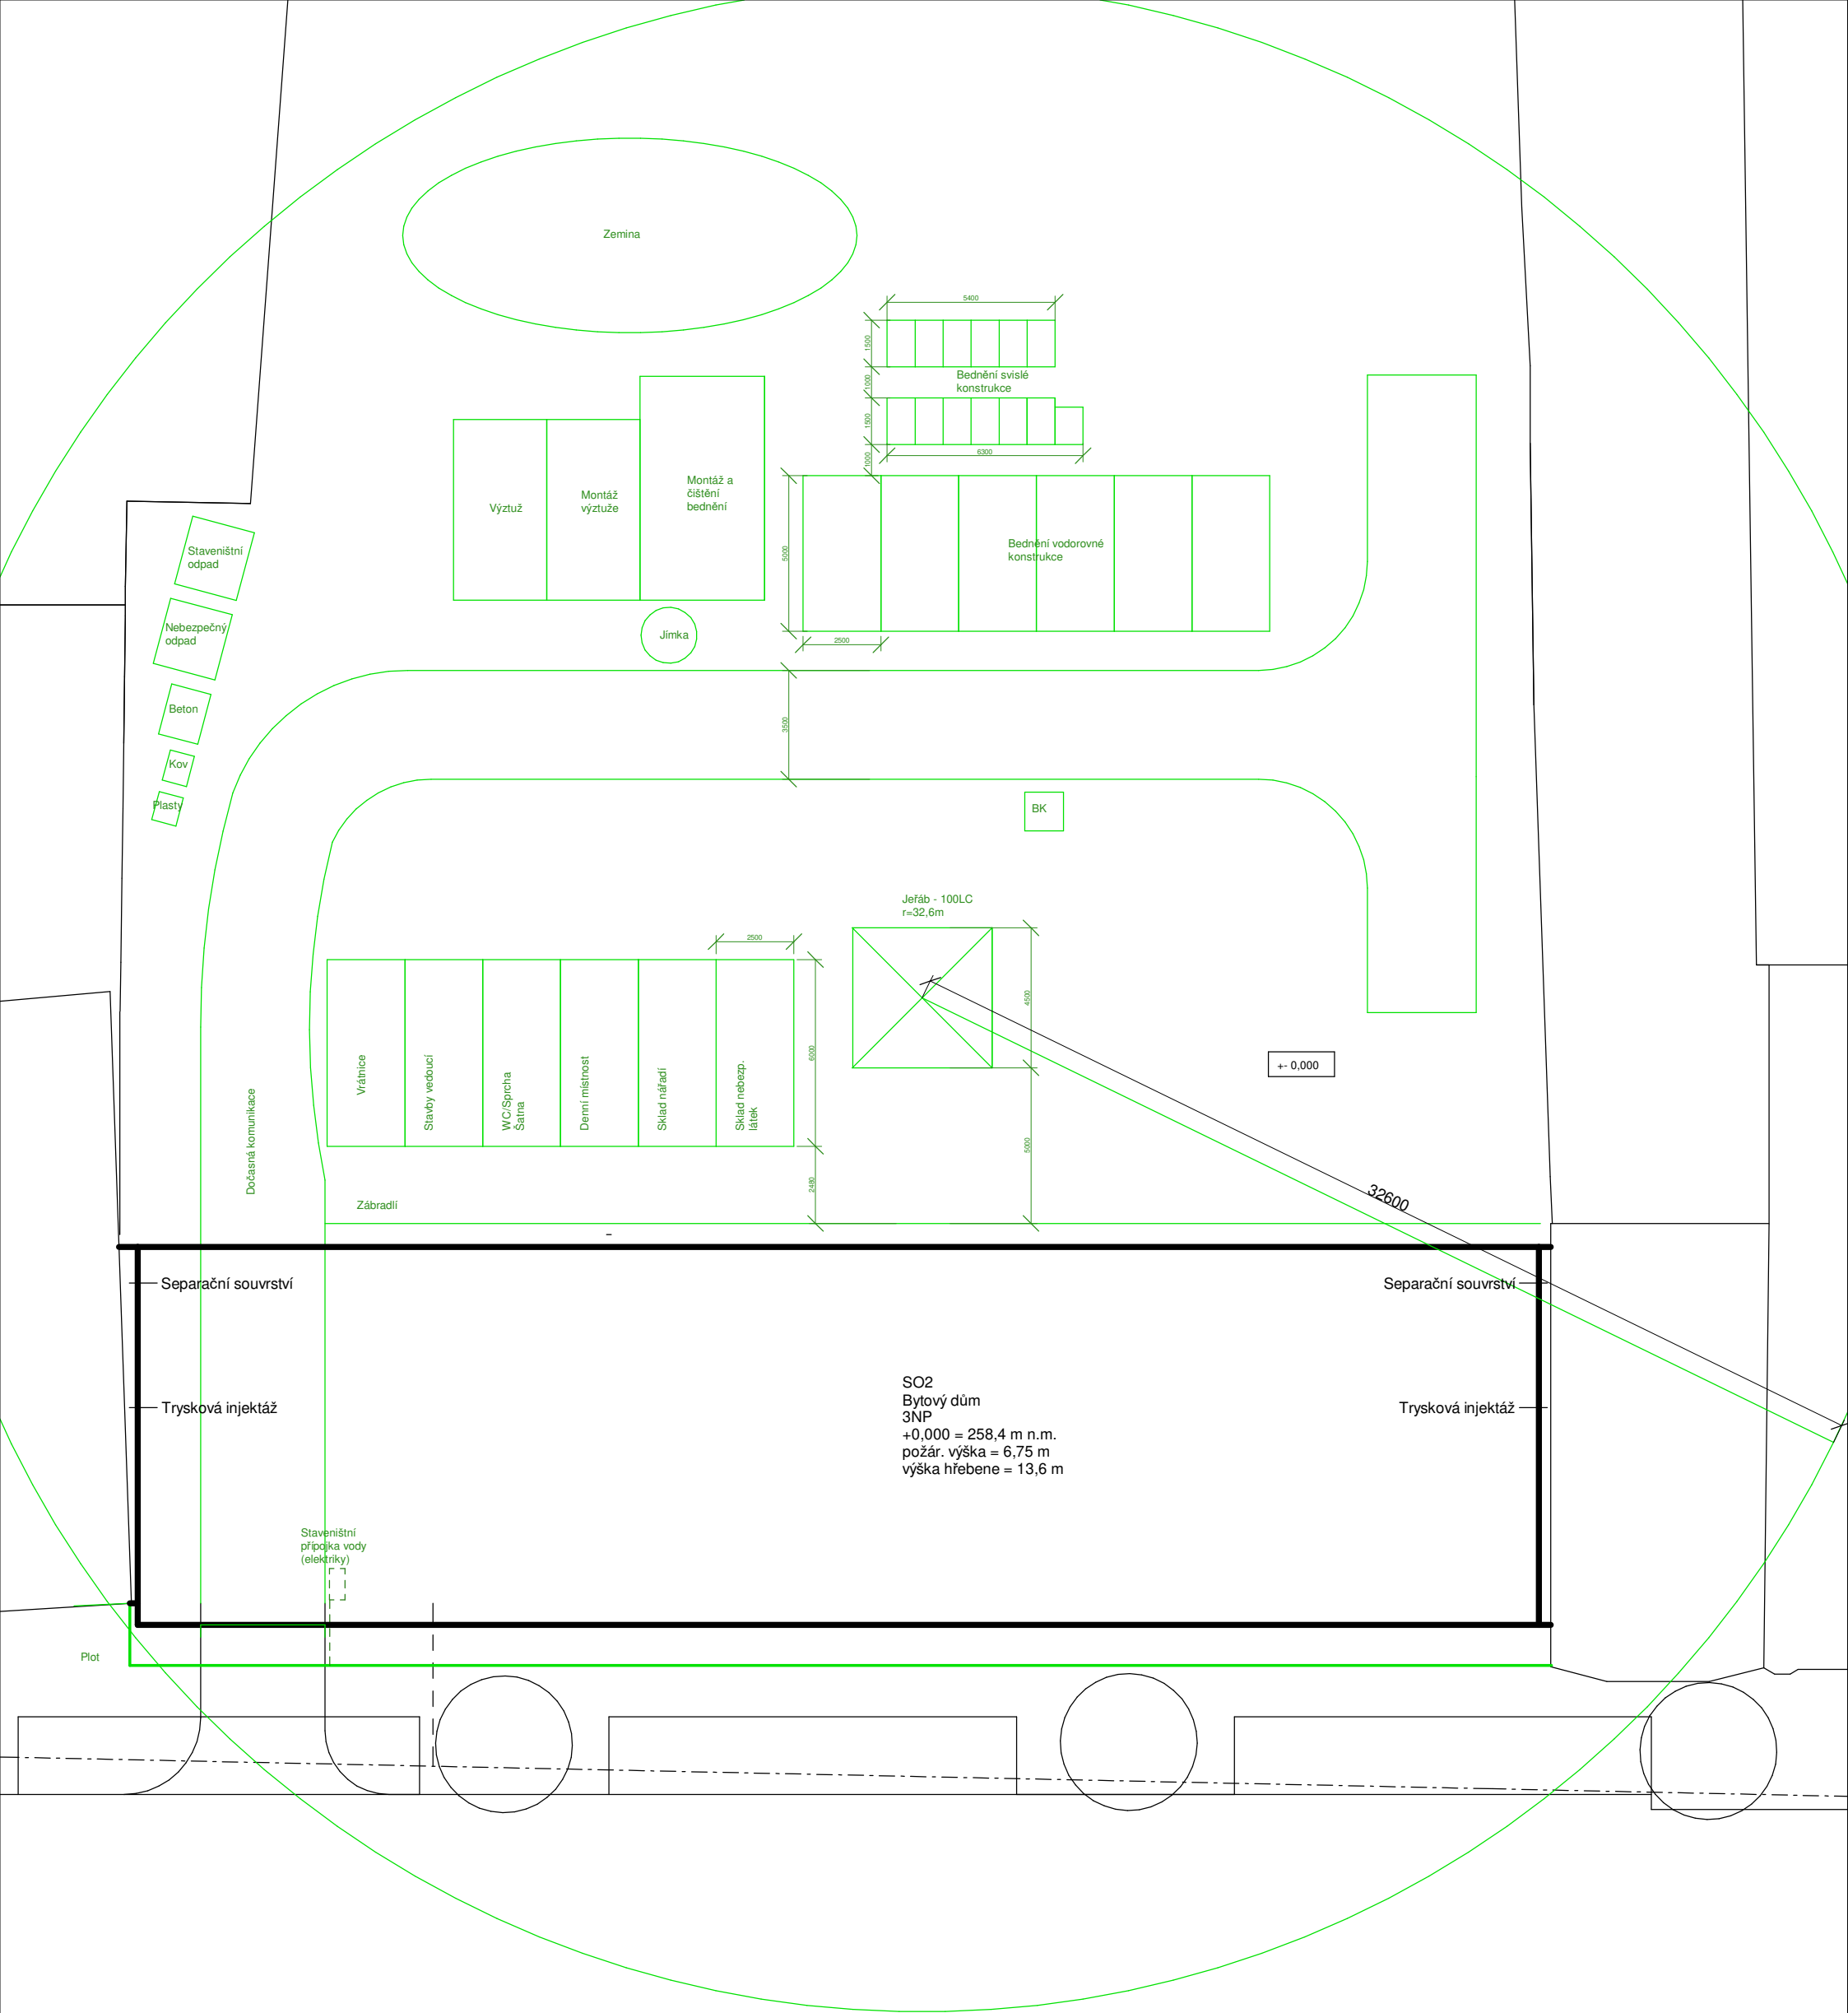 Zemina
5400
1500
Bednění svislé
konstrukce
1000
1500
6300
1000
Výztuž
Montáž
výztuže
Montáž a
čištění
bednění
Bednění vodorovné
konstrukce
5000
2500
Staveništní
odpad
Nebezpečný
odpad
Jímka
Beton
Kov
Plasty
3500
BK
Jeřáb - 100LC
r=32,6m
2500
4500
6000
Vrátnice
Stavby vedoucí
WC/Sprcha
Šatna
Denní místnost
Sklad nářadí
Sklad nebezp.
látek
+- 0,000
Dočasná komunikace
5000
2480
32600
Zábradlí
Separační souvrství
Separační souvrství
Trysková injektáž
Trysková injektáž
SO2
Bytový dům
3NP
+0,000 = 258,4 m n.m.
požár. výška = 6,75 m
výška hřebene = 13,6 m
Staveništní
přípojka vody
(elektriky)
Plot